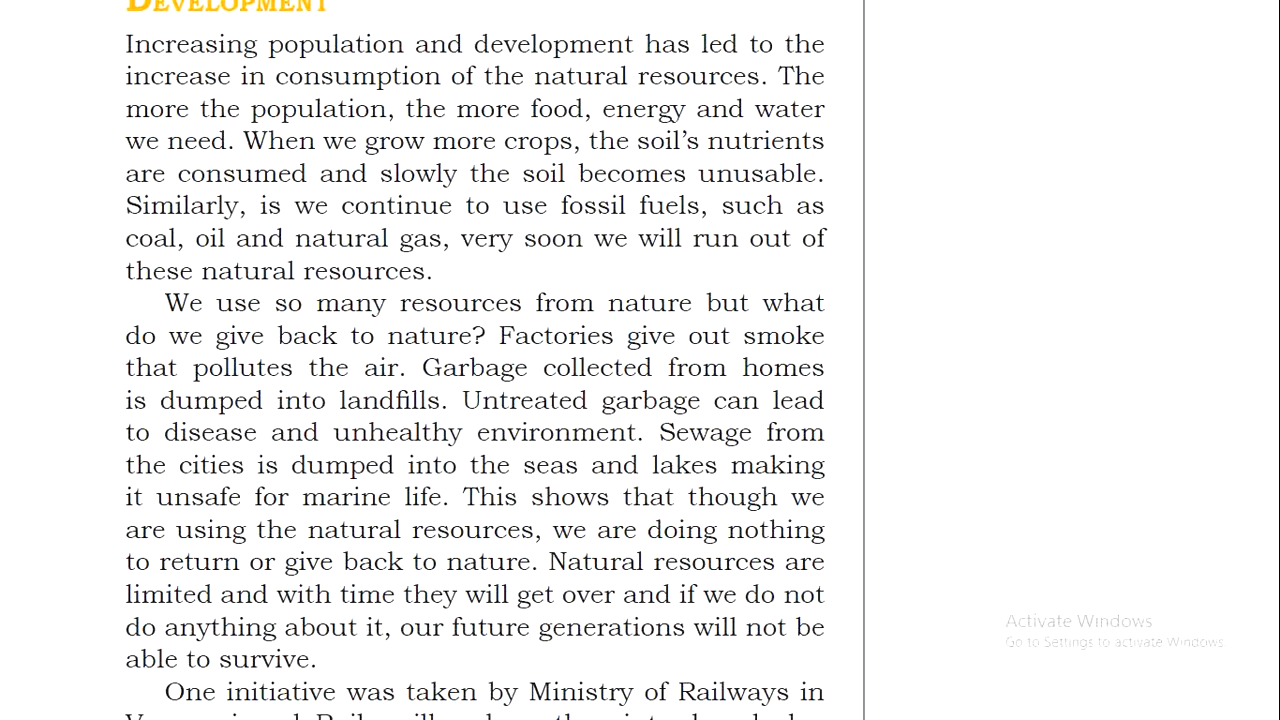 DEVELOPMENT
Increasing population and development has led to the
increase in consumption of the natural resources. The
more the population, the more food, energy and water
we need. When we grow more crops, the soil’s nutrients
are consumed and slowly the soil becomes unusable.
Similarly, is we continue to use fossil fuels, such as
coal, oil and natural gas, very soon we will run out of
these natural resources.
We use so many resources from nature but what
do we give back to nature? Factories give out smoke
that pollutes the air. Garbage collected from homes
is dumped into landfills. Untreated garbage can lead
to disease and unhealthy environment. Sewage from
the cities is dumped into the seas and lakes making
it unsafe for marine life. This shows that though we
are using the natural resources, we are doing nothing
to return or give back to nature. Natural resources are
limited and with time they will get over and if we do not
do anything about it, our future generations will not be
able to survive.
One initiative was taken by Ministry of Railways in
Activate Windows
Go to Settings to activate Windows